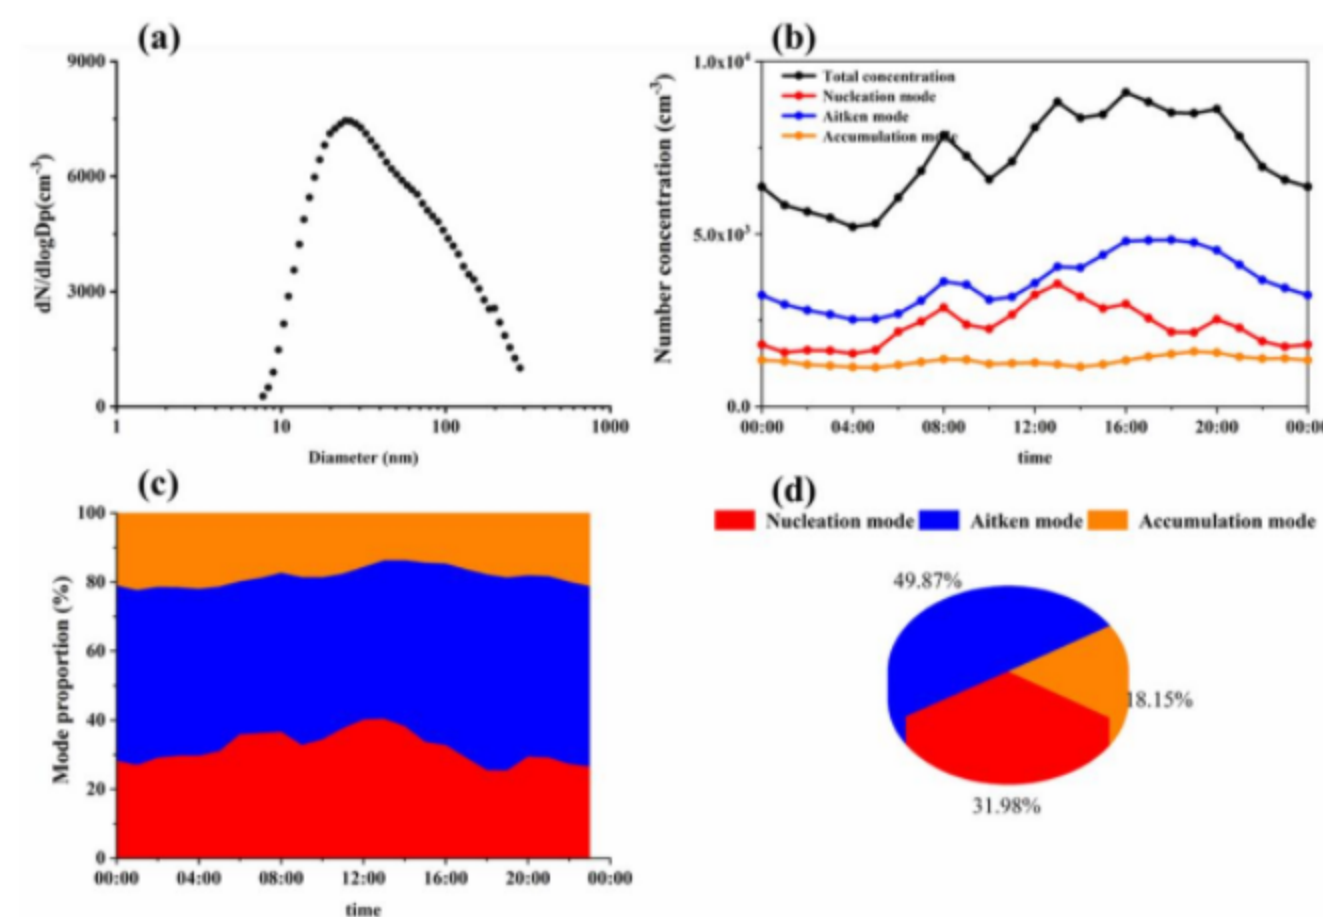 (a)
9000
6000
3000
0
dN/dlogDp(cm-3)
1 10 100 1000
Diameter (nm)
(b)
1.0x10^4
5.0x10^3
0.0
Number concentration (cm-3)
Total concentration
Nucleation mode
Aitken mode
Accumulation mode
00:00 04:00 08:00 12:00 16:00 20:00 00:00
time
(c)
100
80
60
40
20
0
Mode proportion (%)
00:00 04:00 08:00 12:00 16:00 20:00 00:00
time
(d)
Nucleation mode Aitken mode Accumulation mode
49.87%
18.15%
31.98%